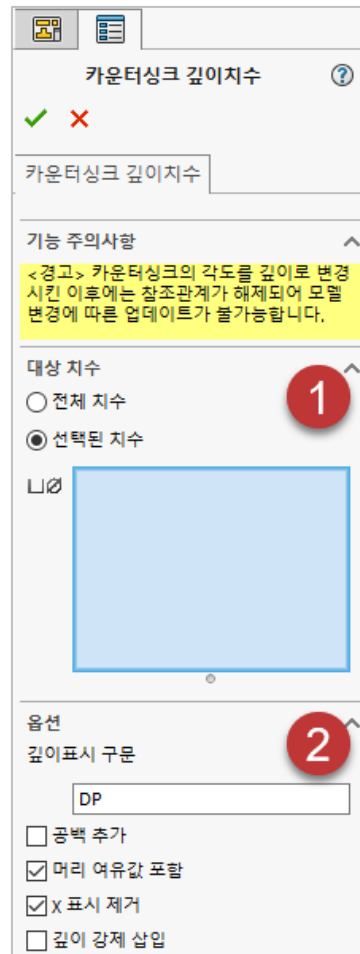 카운터싱크 깊이치수
카운터싱크 깊이치수
기능 주의사항
<경고> 카운터싱크의 각도를 깊이로 변경
시킨 이후에는 참조관계가 해제되어 모델
변경에 따른 업데이트가 불가능합니다.
대상 치수
1
전체 치수
선택된 치수
옵션
2
깊이표시 구문
DP
공백 추가
머리 여유값 포함
X 표시 제거
깊이 강제 삽입